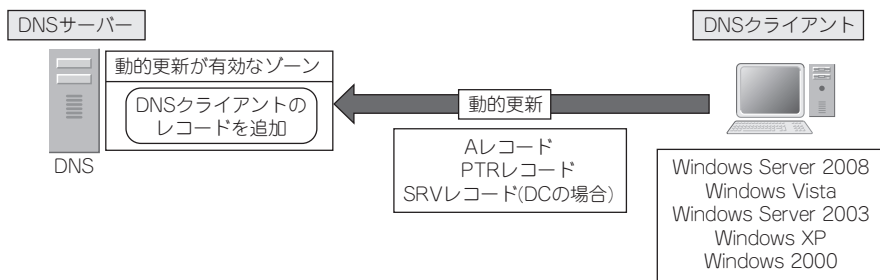 DNSサーバー
DNSクライアント
動的更新が有効なゾーン
DNSクライアントの
レコードを追加
DNS
動的更新
Aレコード
PTRレコード
SRVレコード(DCの場合)
Windows Server 2008
Windows Vista
Windows Server 2003
Windows XP
Windows 2000